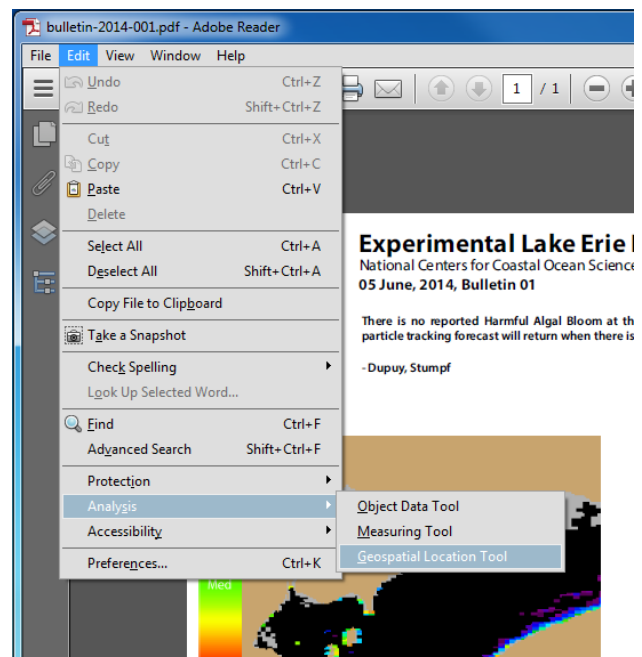 bulletin-2014-001.pdf - Adobe Reader
File Edit View Window Help
Undo Ctrl+Z
1 / 1
Redo Shift+Ctrl+Z
Cut Ctrl+X
Copy Ctrl+C
Paste Ctrl+V
Delete
Select All Ctrl+A
Deselect All Shift+Ctrl+A
Copy File to Clipboard
Take a Snapshot
Check Spelling
Look Up Selected Word...
Find Ctrl+F
Advanced Search Shift+Ctrl+F
Protection
Analysis
Accessibility
Preferences... Ctrl+K
Object Data Tool
Measuring Tool
Geospatial Location Tool
Experimental Lake Erie
National Centers for Coastal Ocean Science
05 June, 2014, Bulletin 01
There is no reported Harmful Algal Bloom at th
particle tracking forecast will return when there is
- Dupuy, Stumpf
Med